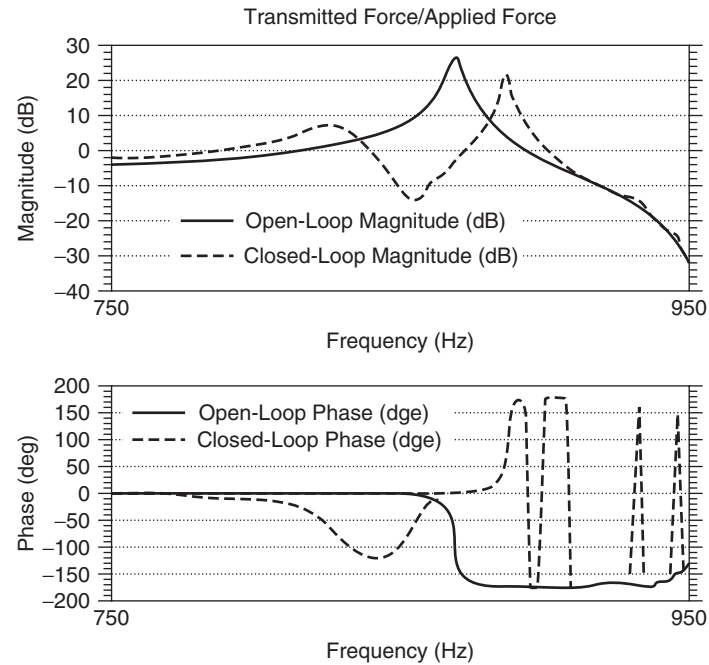 Transmitted Force/Applied Force
30
20
10
0
−10
−20
−30
−40
Magnitude (dB)
Open-Loop Magnitude (dB)
Closed-Loop Magnitude (dB)
750
950
Frequency (Hz)
200
150
100
50
0
−50
−100
−150
−200
Phase (deg)
Open-Loop Phase (dge)
Closed-Loop Phase (dge)
750
950
Frequency (Hz)